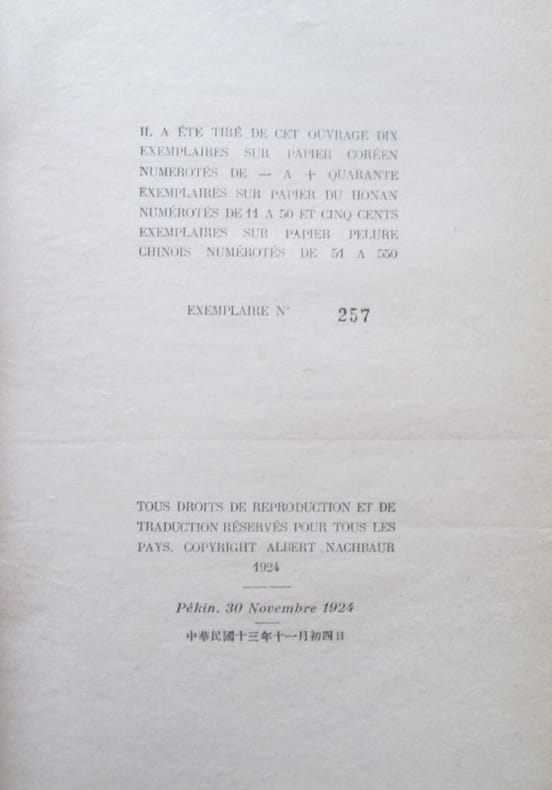 IL A ÉTÉ TIRÉ DE CET OUVRAGE DIX
EXEMPLAIRES SUR PAPIER CORÉEN
NUMEROTÉS DE 一 A 十 QUARANTE
EXEMPLAIRES SUR PAPIER DU HONAN
NUMÉROTÉS DE 11 A 50 ET CINQ CENTS
EXEMPLAIRES SUR PAPIER PELURE
CHINOIS NUMÉROTÉS DE 51 A 550
EXEMPLAIRE N° 257
TOUS DROITS DE REPRODUCTION ET DE
TRADUCTION RÉSERVÉS POUR TOUS LES
PAYS. COPYRIGHT ALBERT NACHBAUR
1924
Pékin. 30 Novembre 1924
中華民國十三年十一月初四日